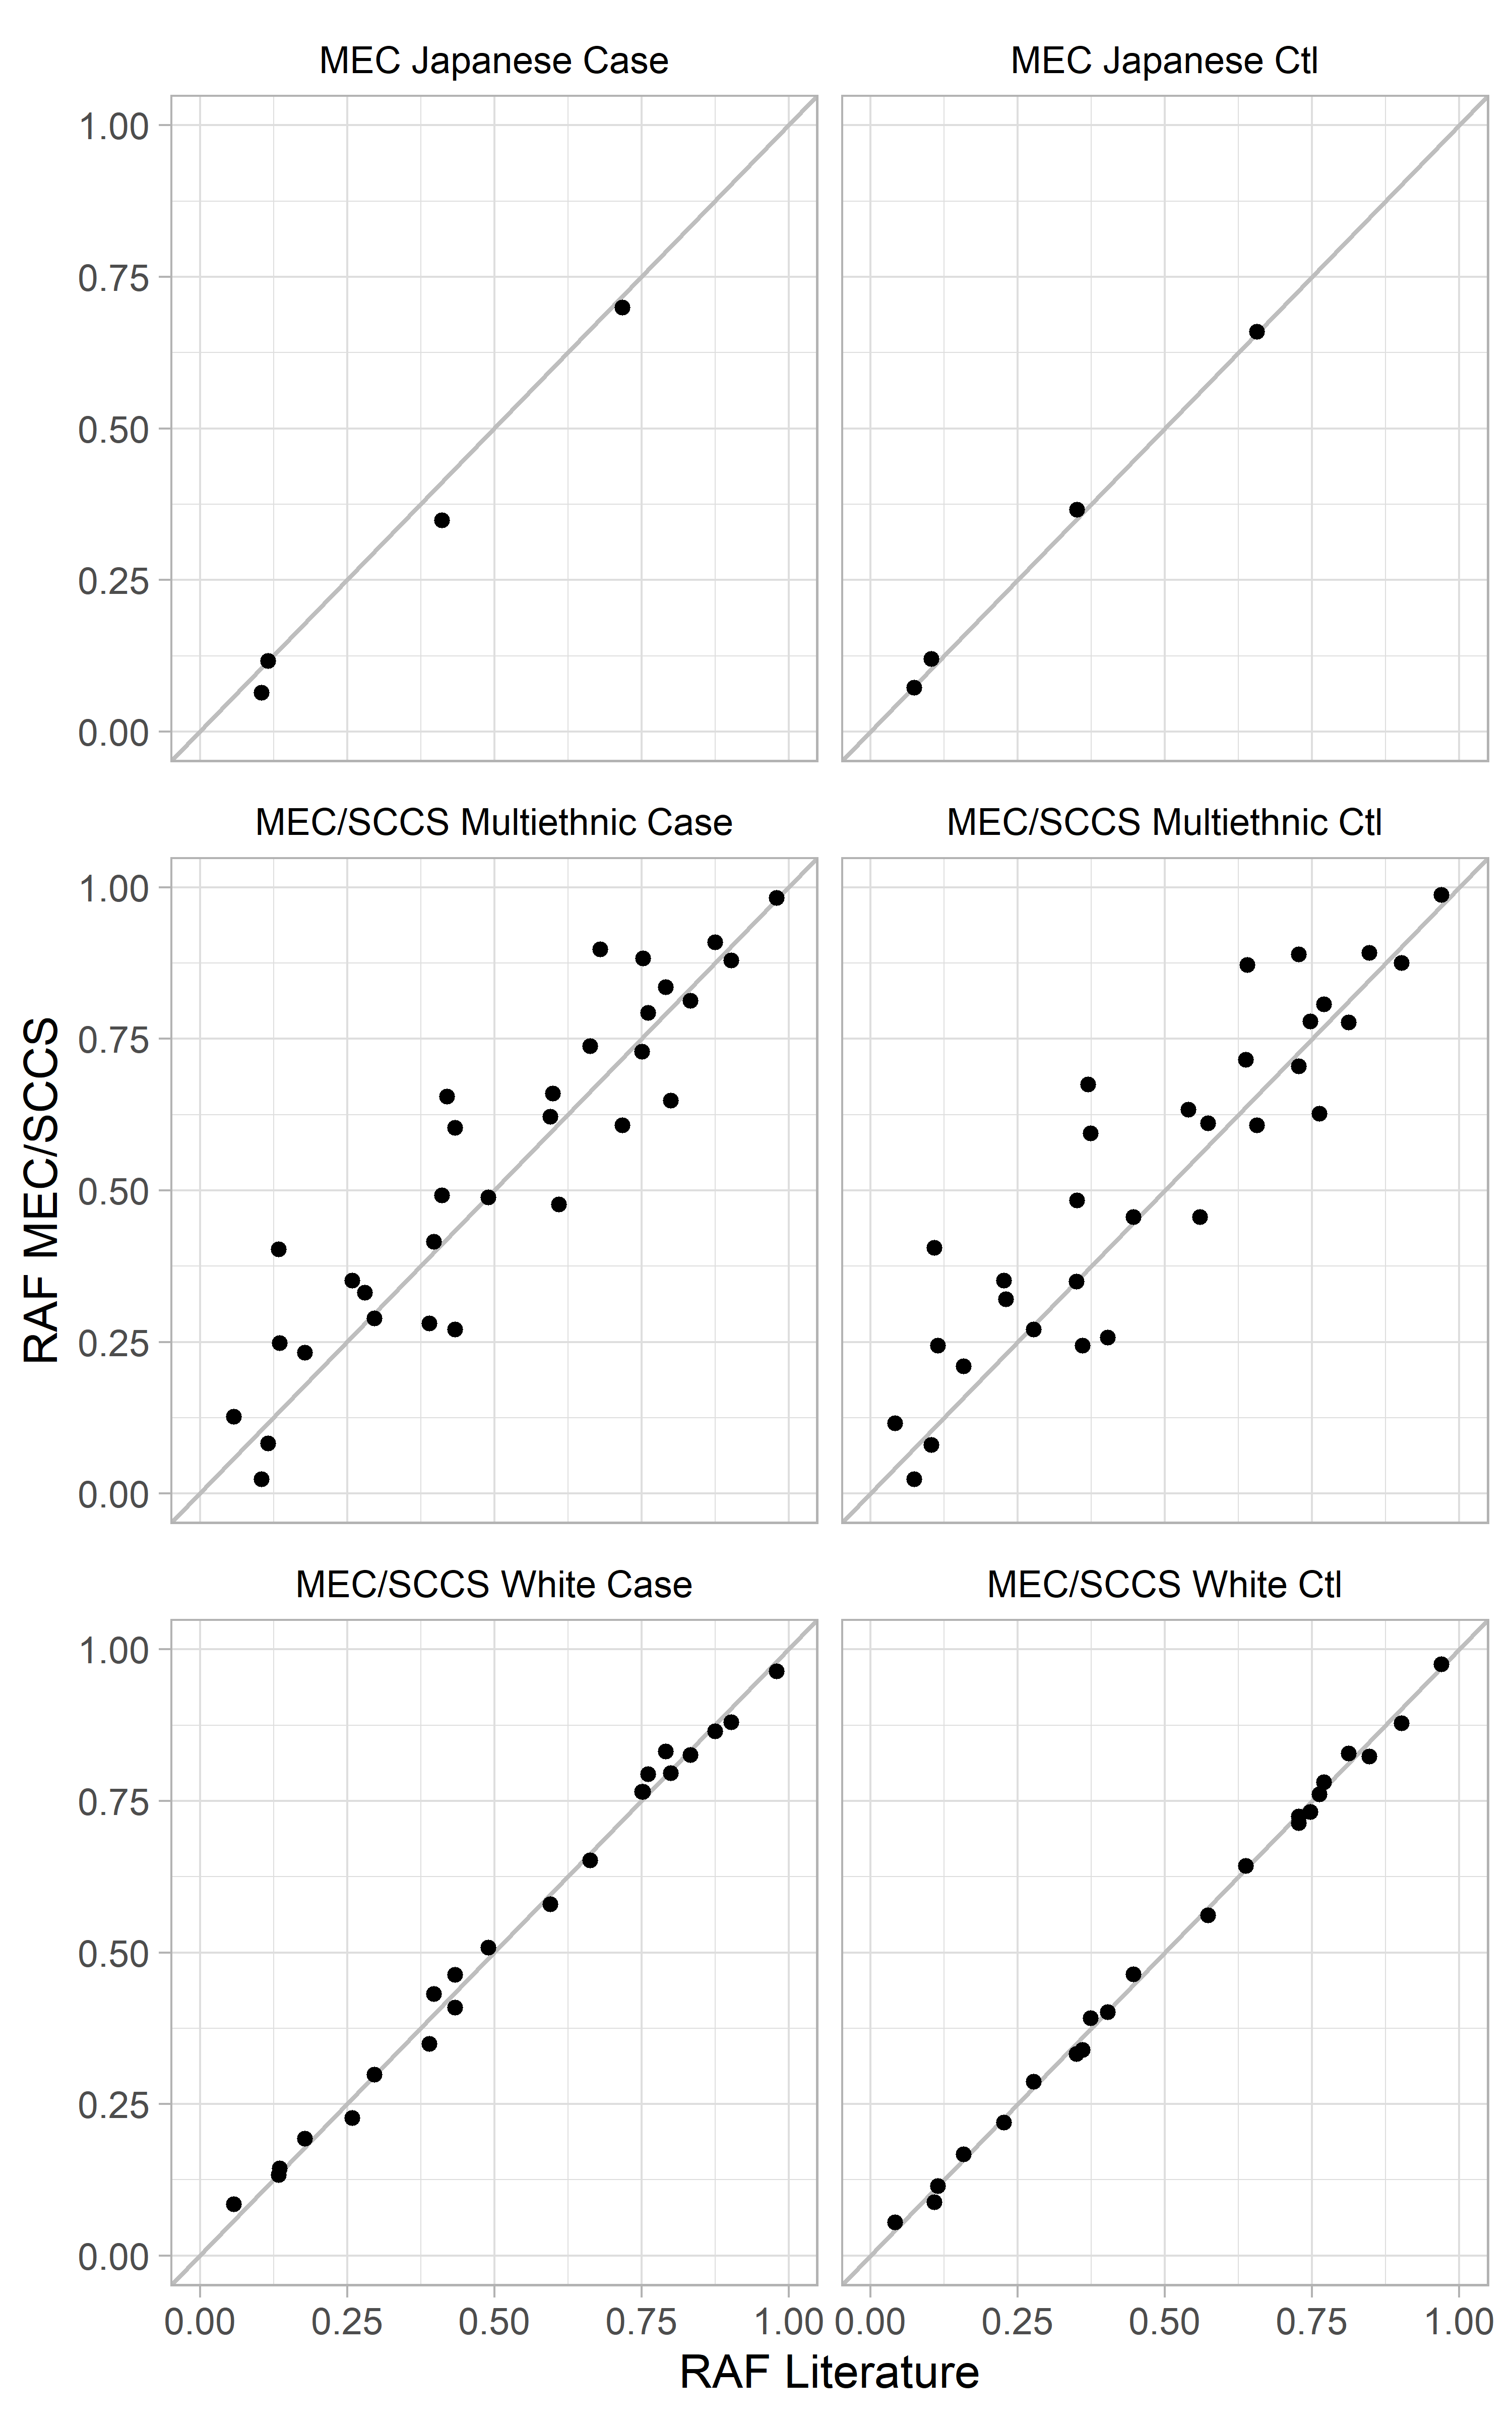 MEC Japanese Case
MEC Japanese Ctl
1.00
0.75
0.50
0.25
0.00
MEC/SCCS Multiethnic Case
MEC/SCCS Multiethnic Ctl
1.00
0.75
0.50
0.25
0.00
RAF MEC/SCCS
MEC/SCCS White Case
MEC/SCCS White Ctl
1.00
0.75
0.50
0.25
0.00
0.00 0.25 0.50 0.75 1.00
0.00 0.25 0.50 0.75 1.00
RAF Literature